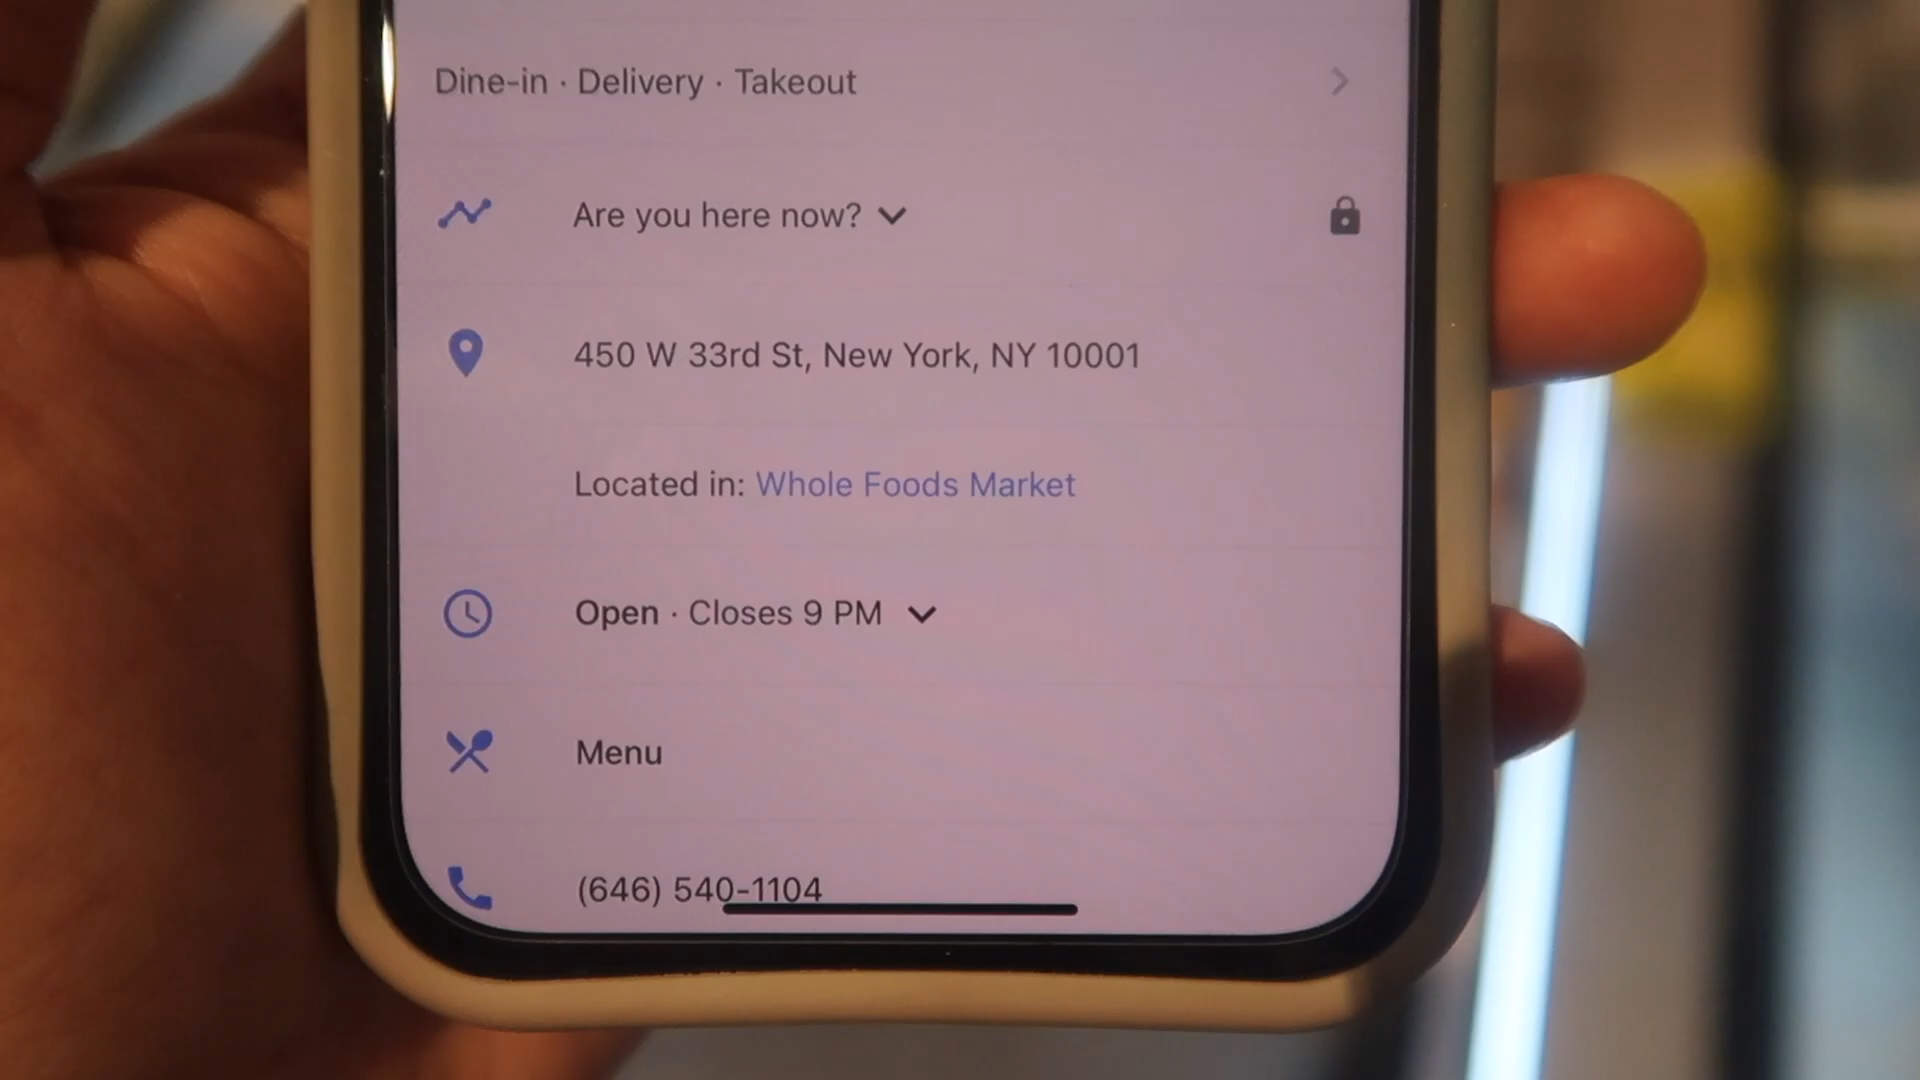 Dine-in · Delivery · Takeout
Are you here now?
450 W 33rd St, New York, NY 10001
Located in: Whole Foods Market
Open · Closes 9 PM
Menu
(646) 540-1104